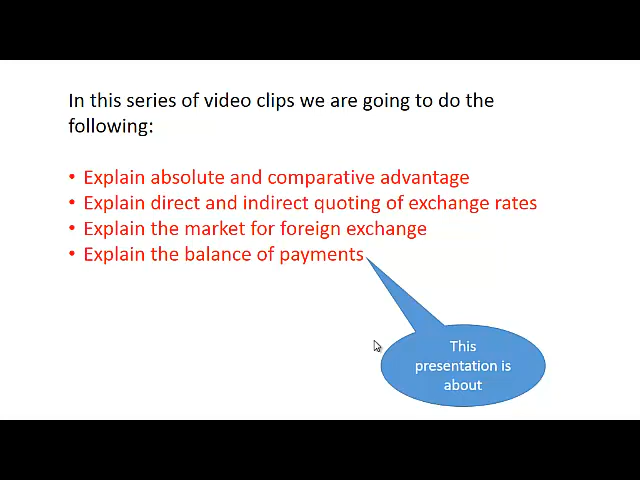 In this series of video clips we are going to do the
following:
• Explain absolute and comparative advantage
• Explain direct and indirect quoting of exchange rates
• Explain the market for foreign exchange
• Explain the balance of payments
This
presentation is
about